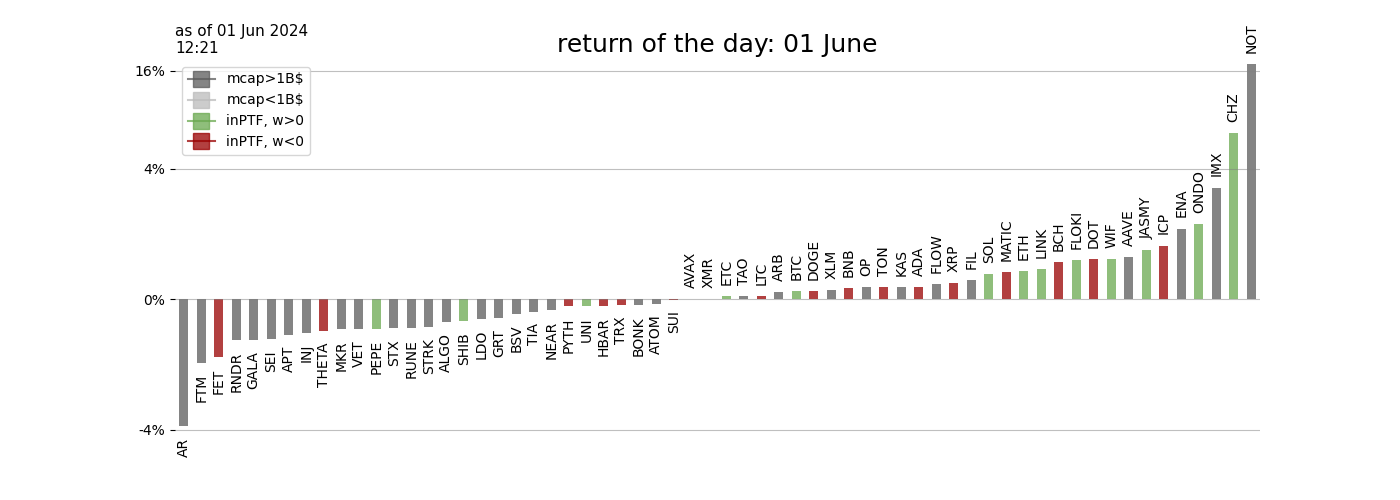 as of 01 Jun 2024
12:21
return of the day: 01 June
16%
4%
0%
-4%
mcap>1B$
mcap<1B$
inPTF, w>0
inPTF, w<0
AR
FTM
FET
RNDR
GALA
SEI
APT
INJ
THETA
MKR
VET
PEPE
STX
RUNE
STRK
ALGO
SHIB
LDO
GRT
BSV
TIA
NEAR
PYTH
UNI
HBAR
TRX
BONK
ATOM
SUI
AVAX
XMR
ETC
TAO
LTC
ARB
BTC
DOGE
XLM
BNB
OP
TON
KAS
ADA
FLOW
XRP
FIL
SOL
MATIC
ETH
LINK
BCH
FLOKI
DOT
WIF
AAVE
JASMY
ICP
ENA
ONDO
IMX
CHZ
NOT